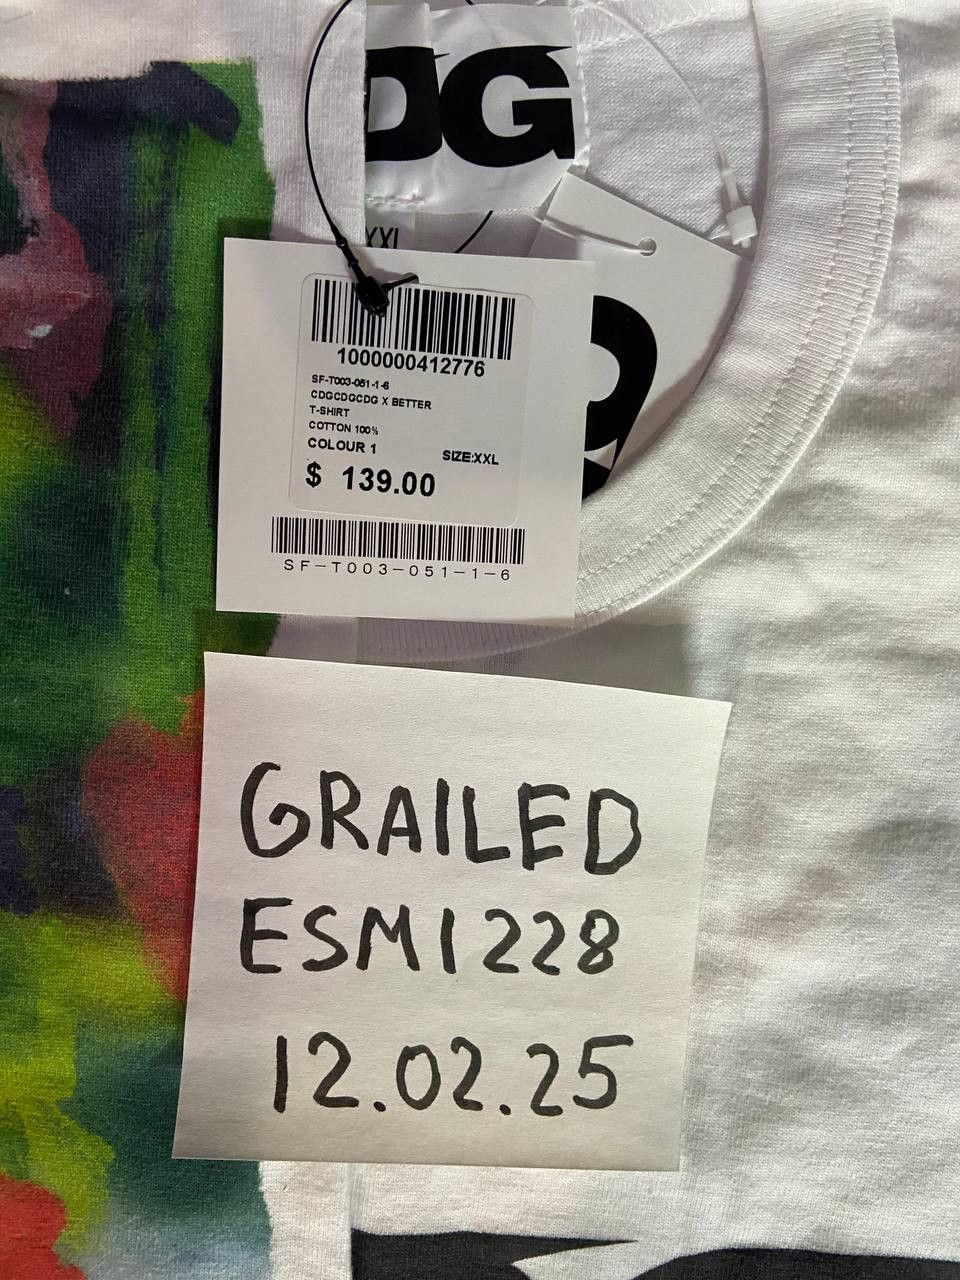 DG
XXL
1000000412776
SF-T003-051-1-6
CDGCDGCDG X BETTER
T-SHIRT
COTTON 100%
COLOUR 1 SIZE:XXL
$ 139.00
SF-T003-051-1-6
GRAILED
ESM1228
12.02.25